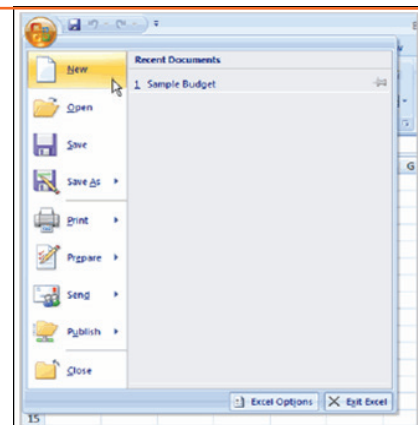 Recent Documents
New
1 Sample Budget
Open
Save
Save As
G
Print
Prepare
Send
Publish
Close
Excel Options
Exit Excel
15